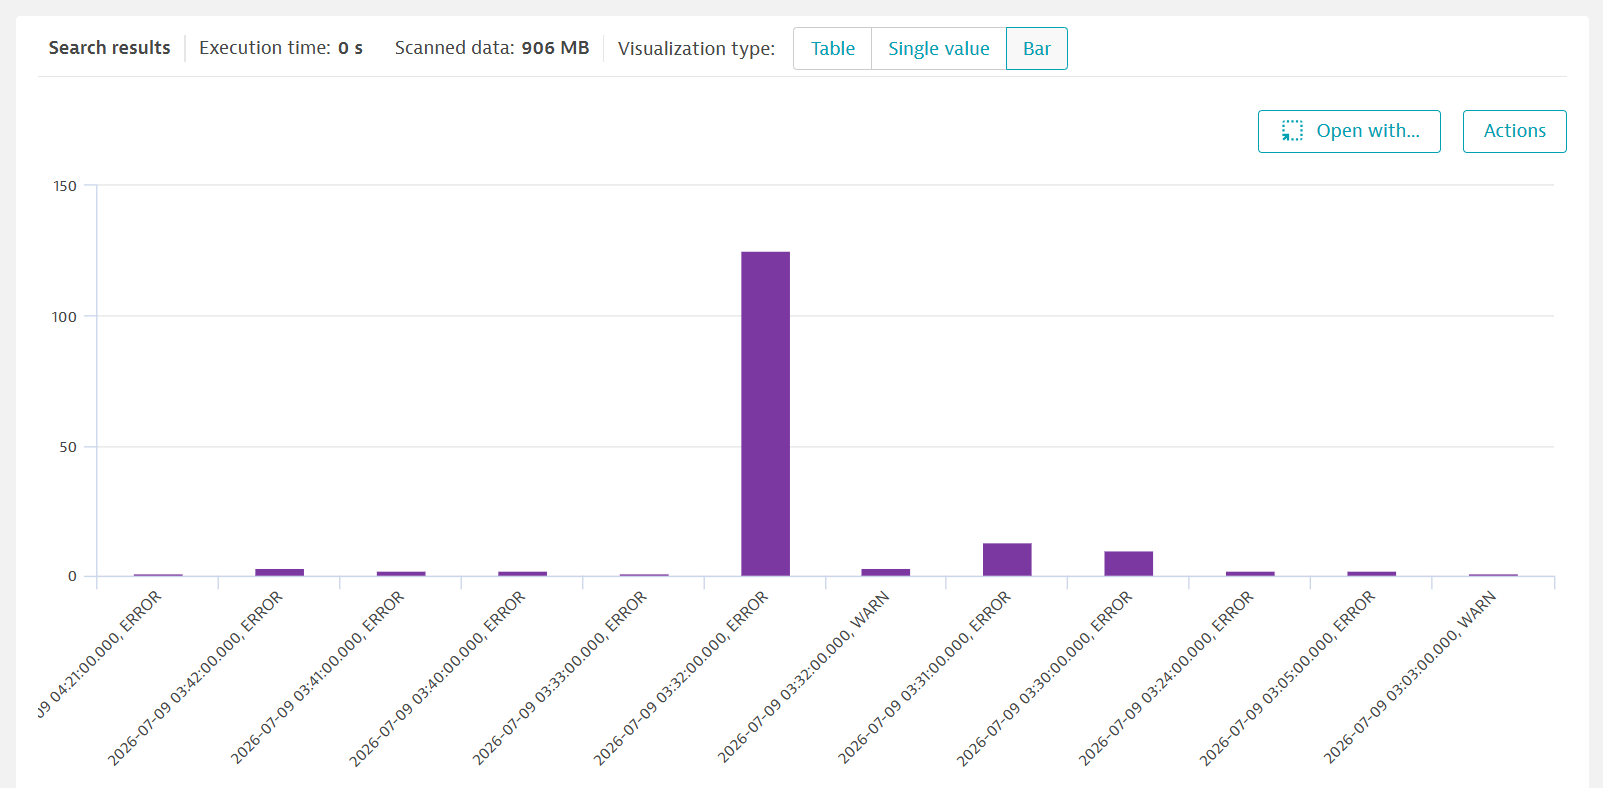 Search results Execution time: 0 s Scanned data: 906 MB Visualization type: Table Single value Bar
Open with... Actions
150
100
50
0
09 04:21:00.000, ERROR
2026-07-09 03:42:00.000, ERROR
2026-07-09 03:41:00.000, ERROR
2026-07-09 03:40:00.000, ERROR
2026-07-09 03:33:00.000, ERROR
2026-07-09 03:32:00.000, ERROR
2026-07-09 03:32:00.000, WARN
2026-07-09 03:31:00.000, ERROR
2026-07-09 03:30:00.000, ERROR
2026-07-09 03:24:00.000, ERROR
2026-07-09 03:05:00.000, ERROR
2026-07-09 03:03:00.000, WARN